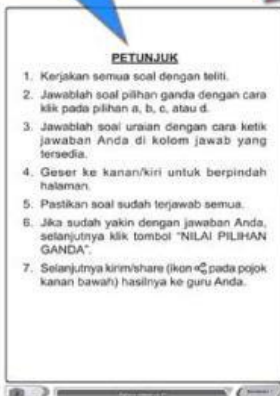 PETUNJUK
1. Kerjakan semua soal dengan teliti.
2. Jawablah soal pilihan ganda dengan cara
klik pada pilihan a, b, c, atau d.
3. Jawablah soal uraian dengan cara ketik
jawaban Anda di kolom jawab yang
tersedia.
4. Geser ke kanan/kiri untuk berpindah
halaman.
5. Pastikan soal sudah terjawab semua.
6. Jika sudah yakin dengan jawaban Anda,
selanjutnya klik tombol "NILAI PILIHAN
GANDA".
7. Selanjutnya kirim/share (ikon pada pojok
kanan bawah) hasilnya ke guru Anda.